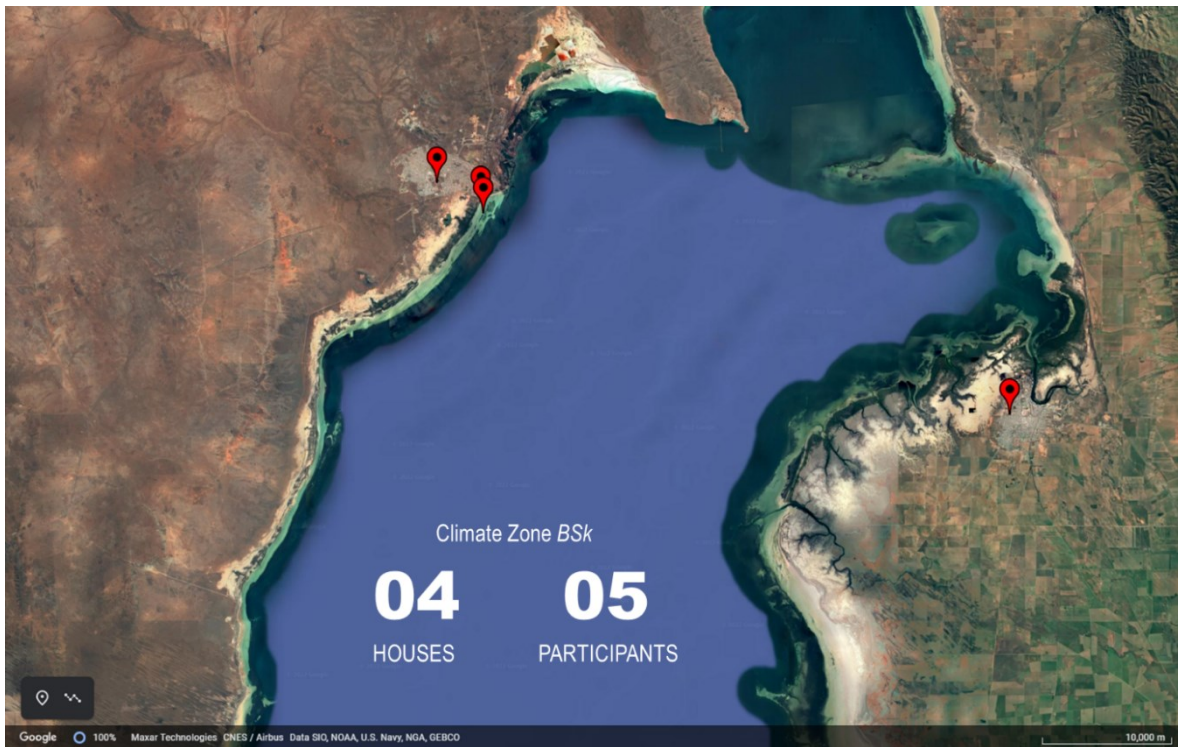 Climate Zone BSk
04 05
HOUSES PARTICIPANTS
Google 100% Maxar Technologies CNES / Airbus Data SIO, NOAA, U.S. Navy, NGA, GEBCO 10,000 m